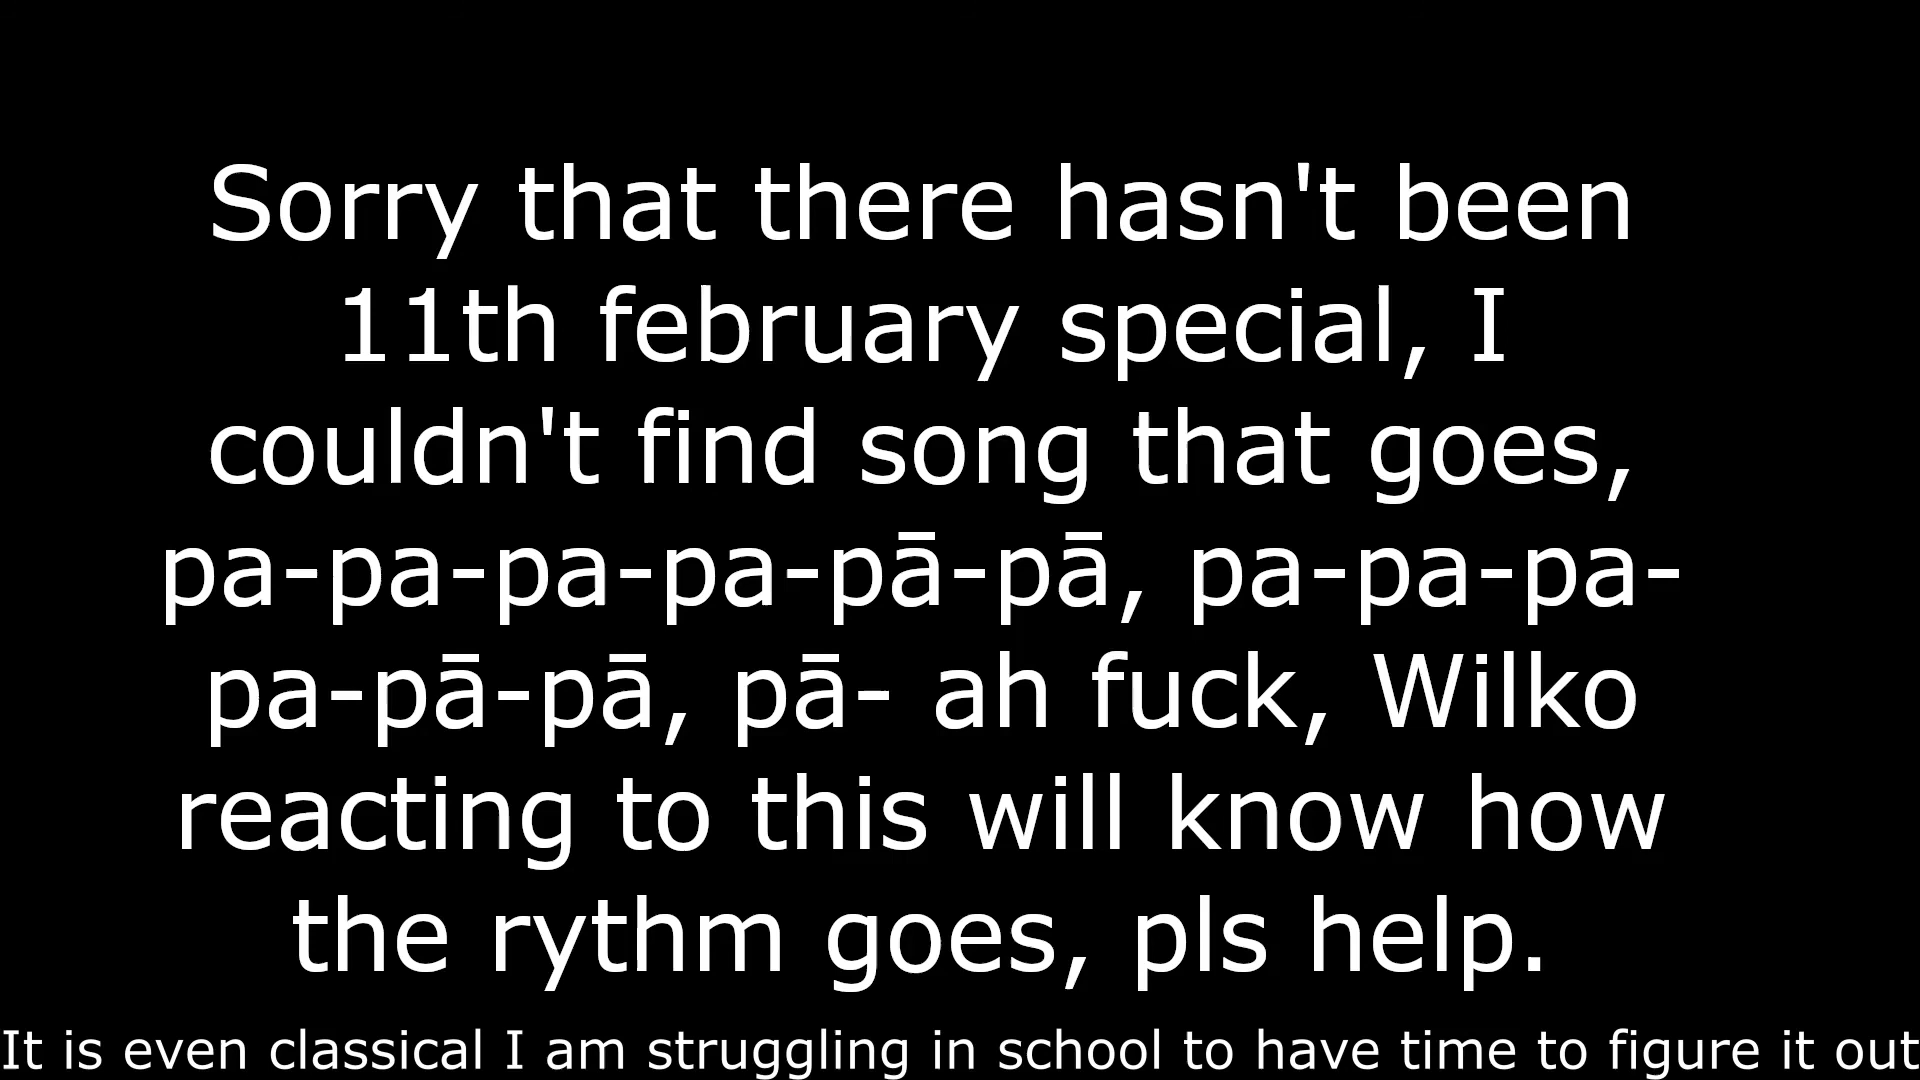 Sorry that there hasn't been
11th february special, I
couldn't find song that goes,
pa-pa-pa-pa-pā-pā, pa-pa-pa-
pa-pā-pā, pā- ah fuck, Wilko
reacting to this will know how
the rythm goes, pls help.
It is even classical I am struggling in school to have time to figure it out